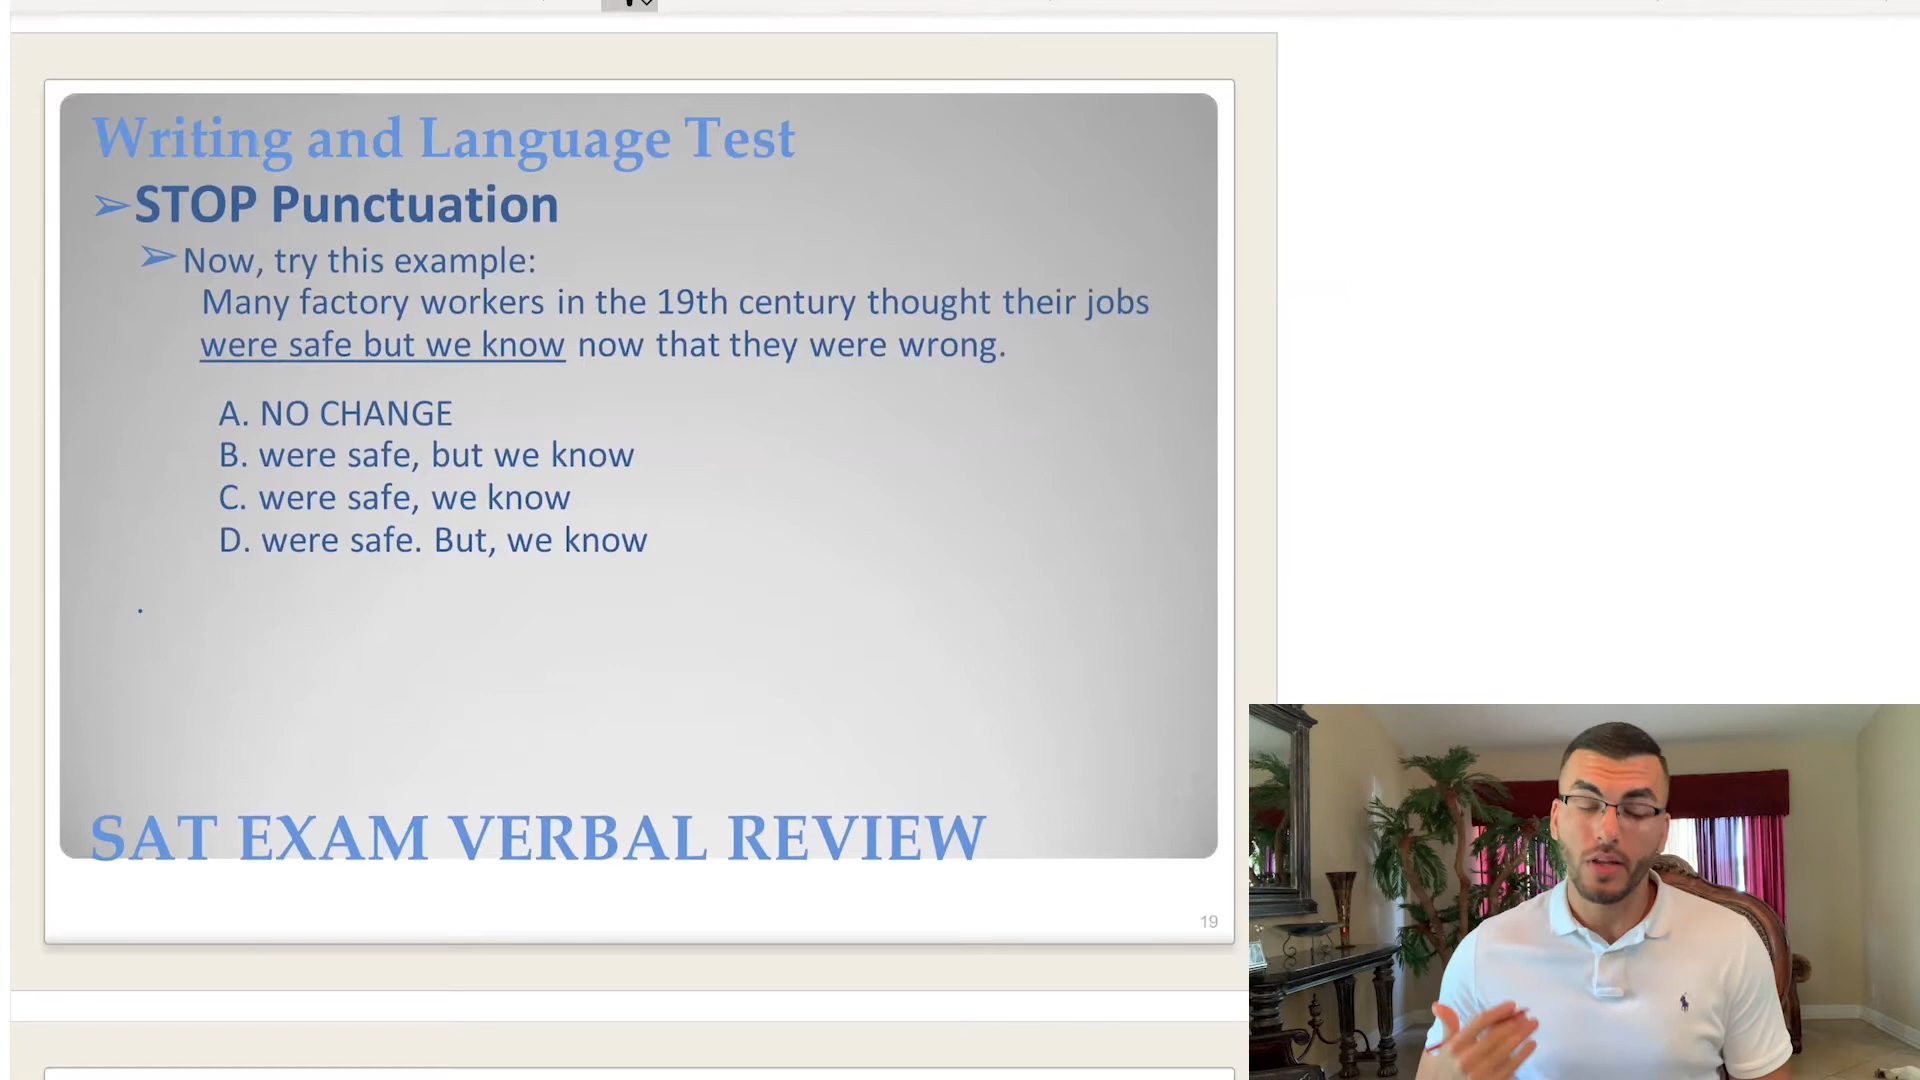 Writing and Language Test
➢STOP Punctuation
➢Now, try this example:
Many factory workers in the 19th century thought their jobs
were safe but we know now that they were wrong.
A. NO CHANGE
B. were safe, but we know
C. were safe, we know
D. were safe. But, we know
.
SAT EXAM VERBAL REVIEW
19